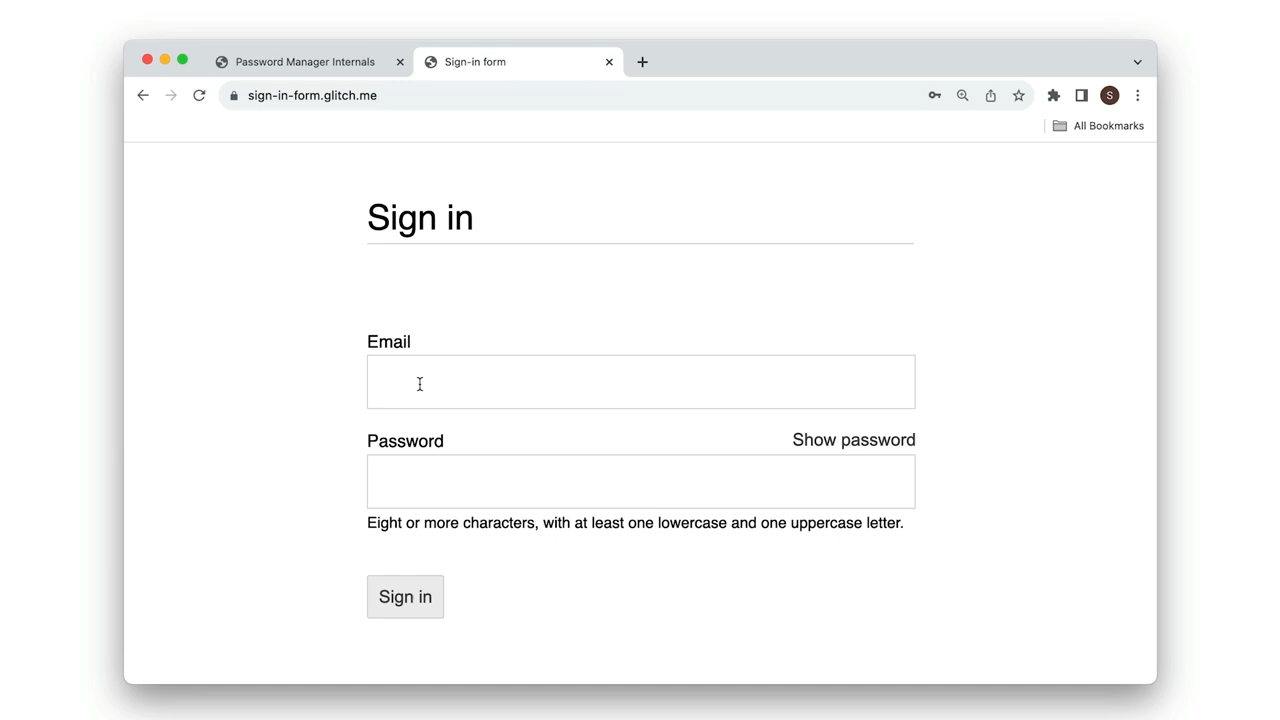 Password Manager Internals
Sign-in form
sign-in-form.glitch.me
S
All Bookmarks
Sign in
Email
Password
Show password
Eight or more characters, with at least one lowercase and one uppercase letter.
Sign in